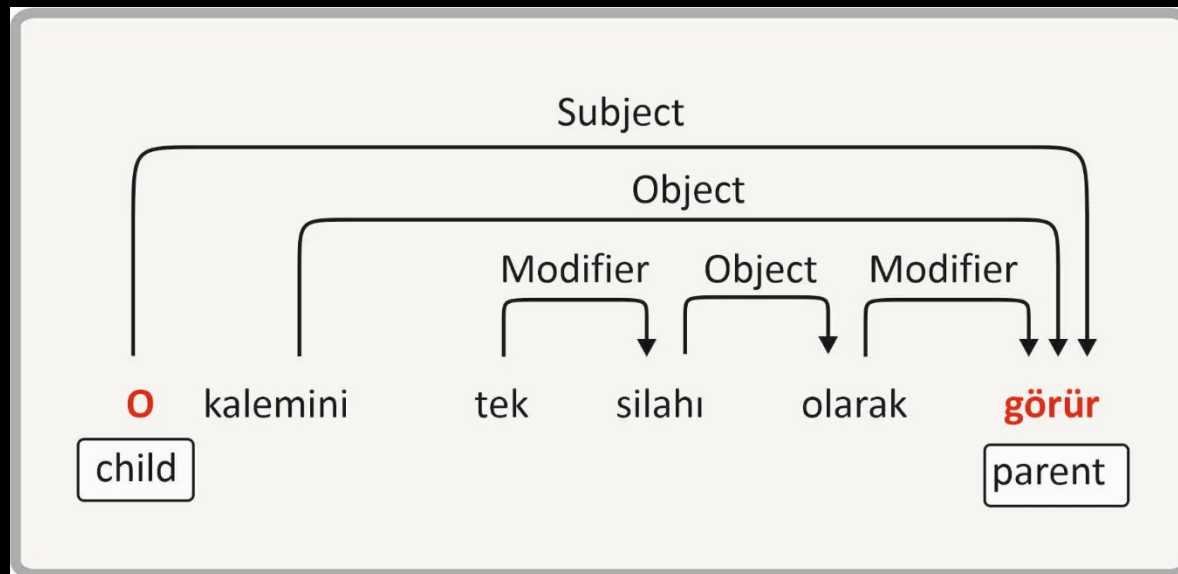 Subject
Object
Modifier Object Modifier
O kalemini tek silahı olarak görür
child parent